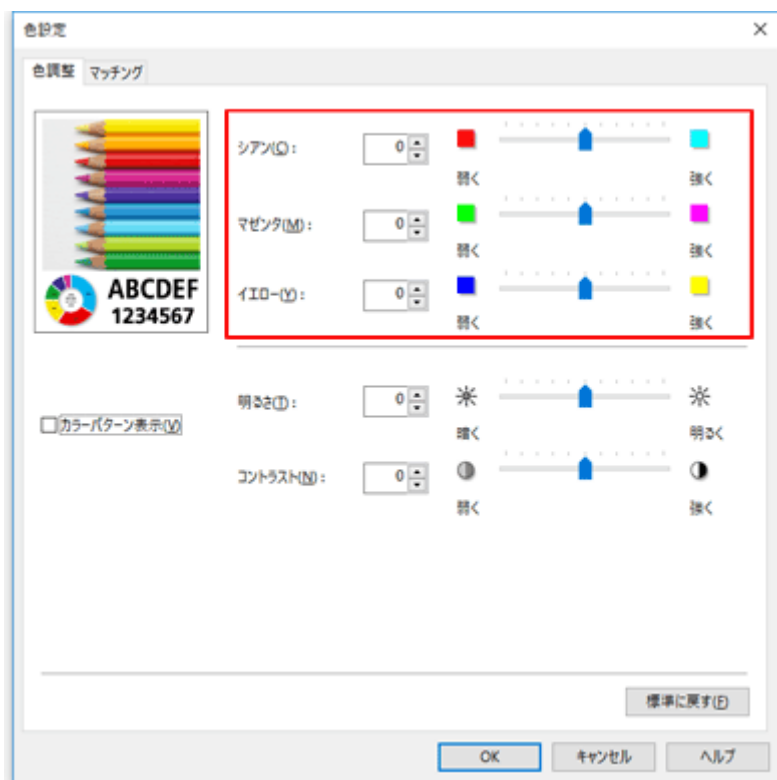 色設定
色調整 マッチング
シアン(C): 0
弱く 強く
マゼンタ(M): 0
弱く 強く
イエロー(Y): 0
弱く 強く
ABCDEF
1234567
明るさ(T): 0
暗く 明るく
カラーパターン表示(V)
コントラスト(N): 0
弱く 強く
標準に戻す(F)
OK キャンセル ヘルプ